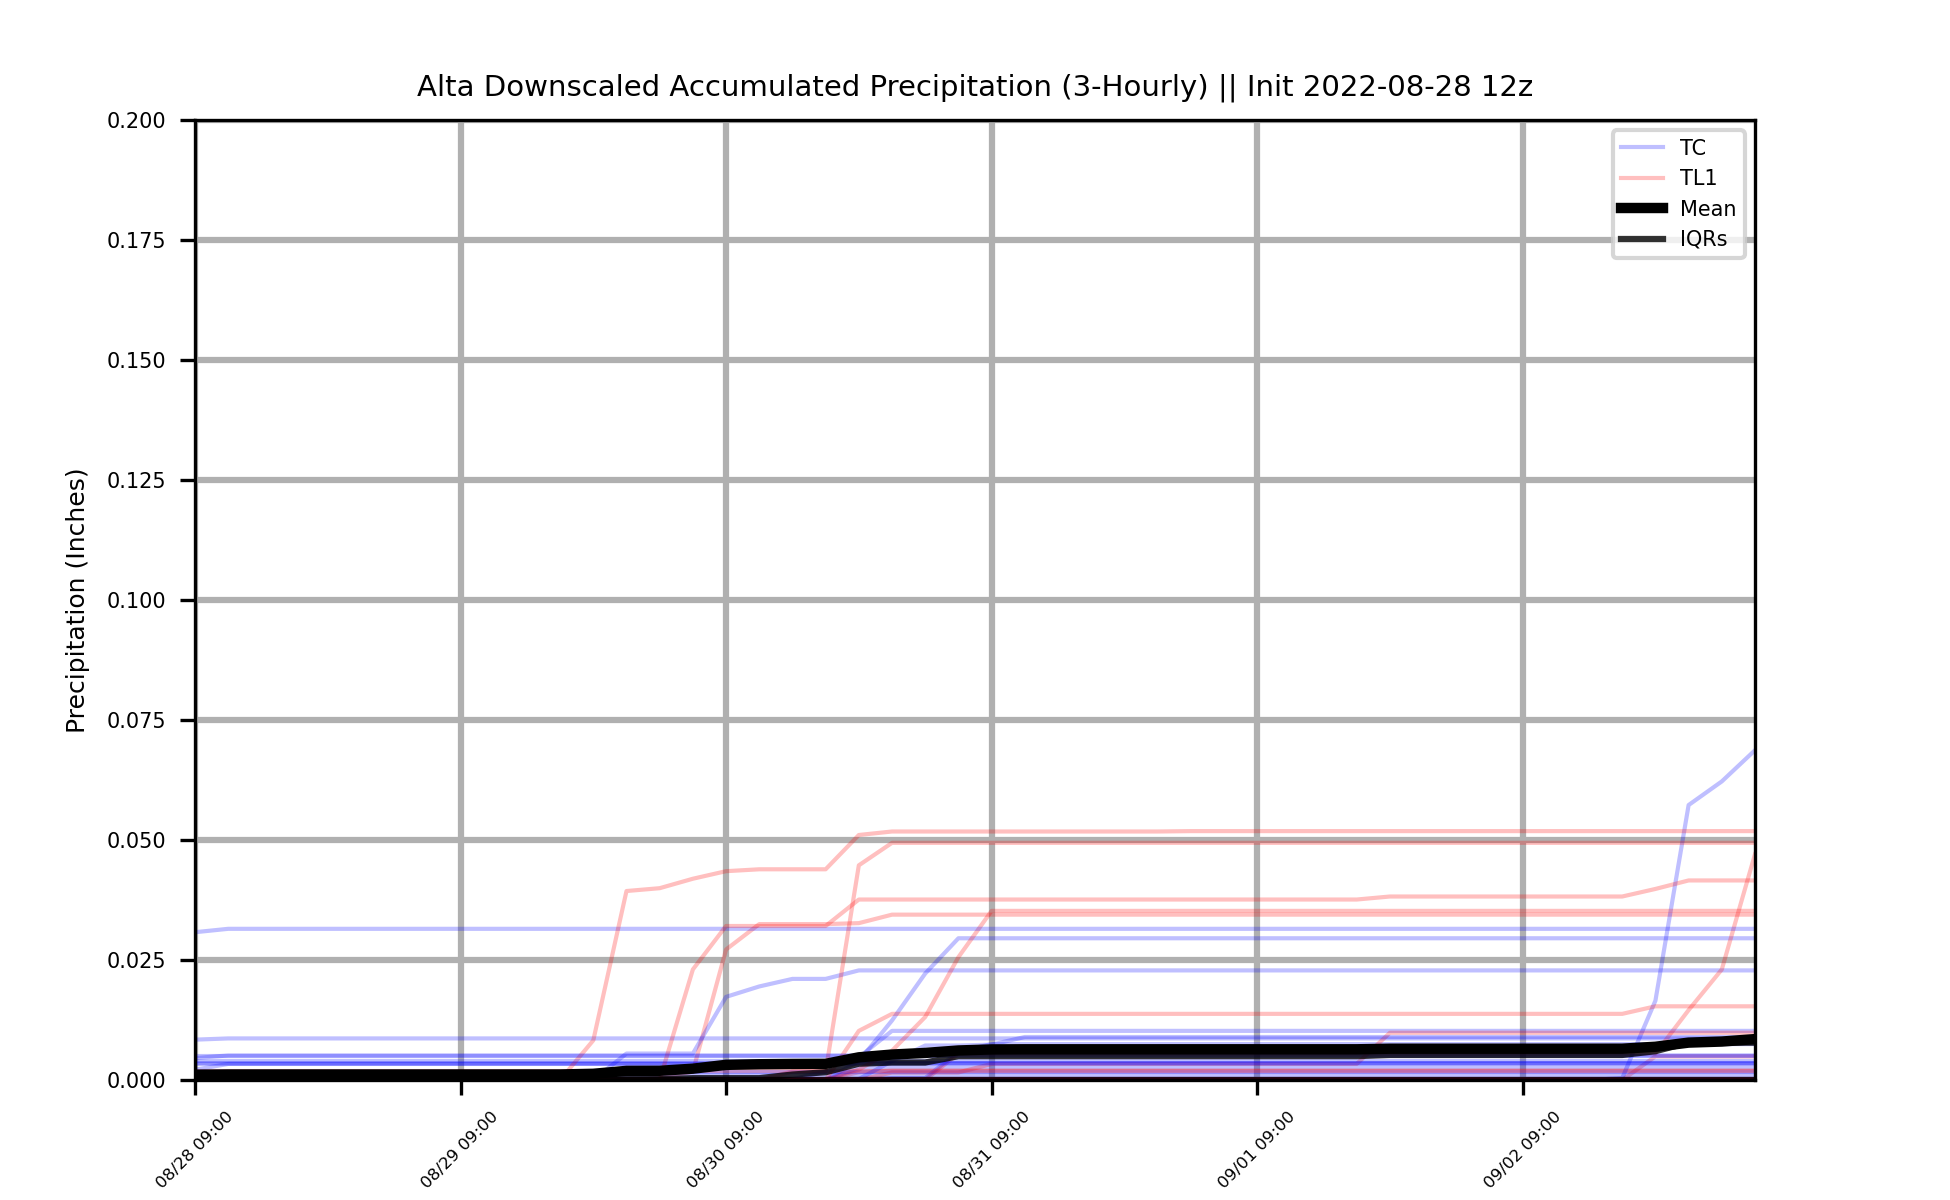 Alta Downscaled Accumulated Precipitation (3-Hourly) || Init 2022-08-28 12z
0.200
0.175
0.150
0.125
0.100
0.075
0.050
0.025
0.000
Precipitation (Inches)
TC
TL1
Mean
IQRs
08/28 09:00
08/29 09:00
08/30 09:00
08/31 09:00
09/01 09:00
09/02 09:00